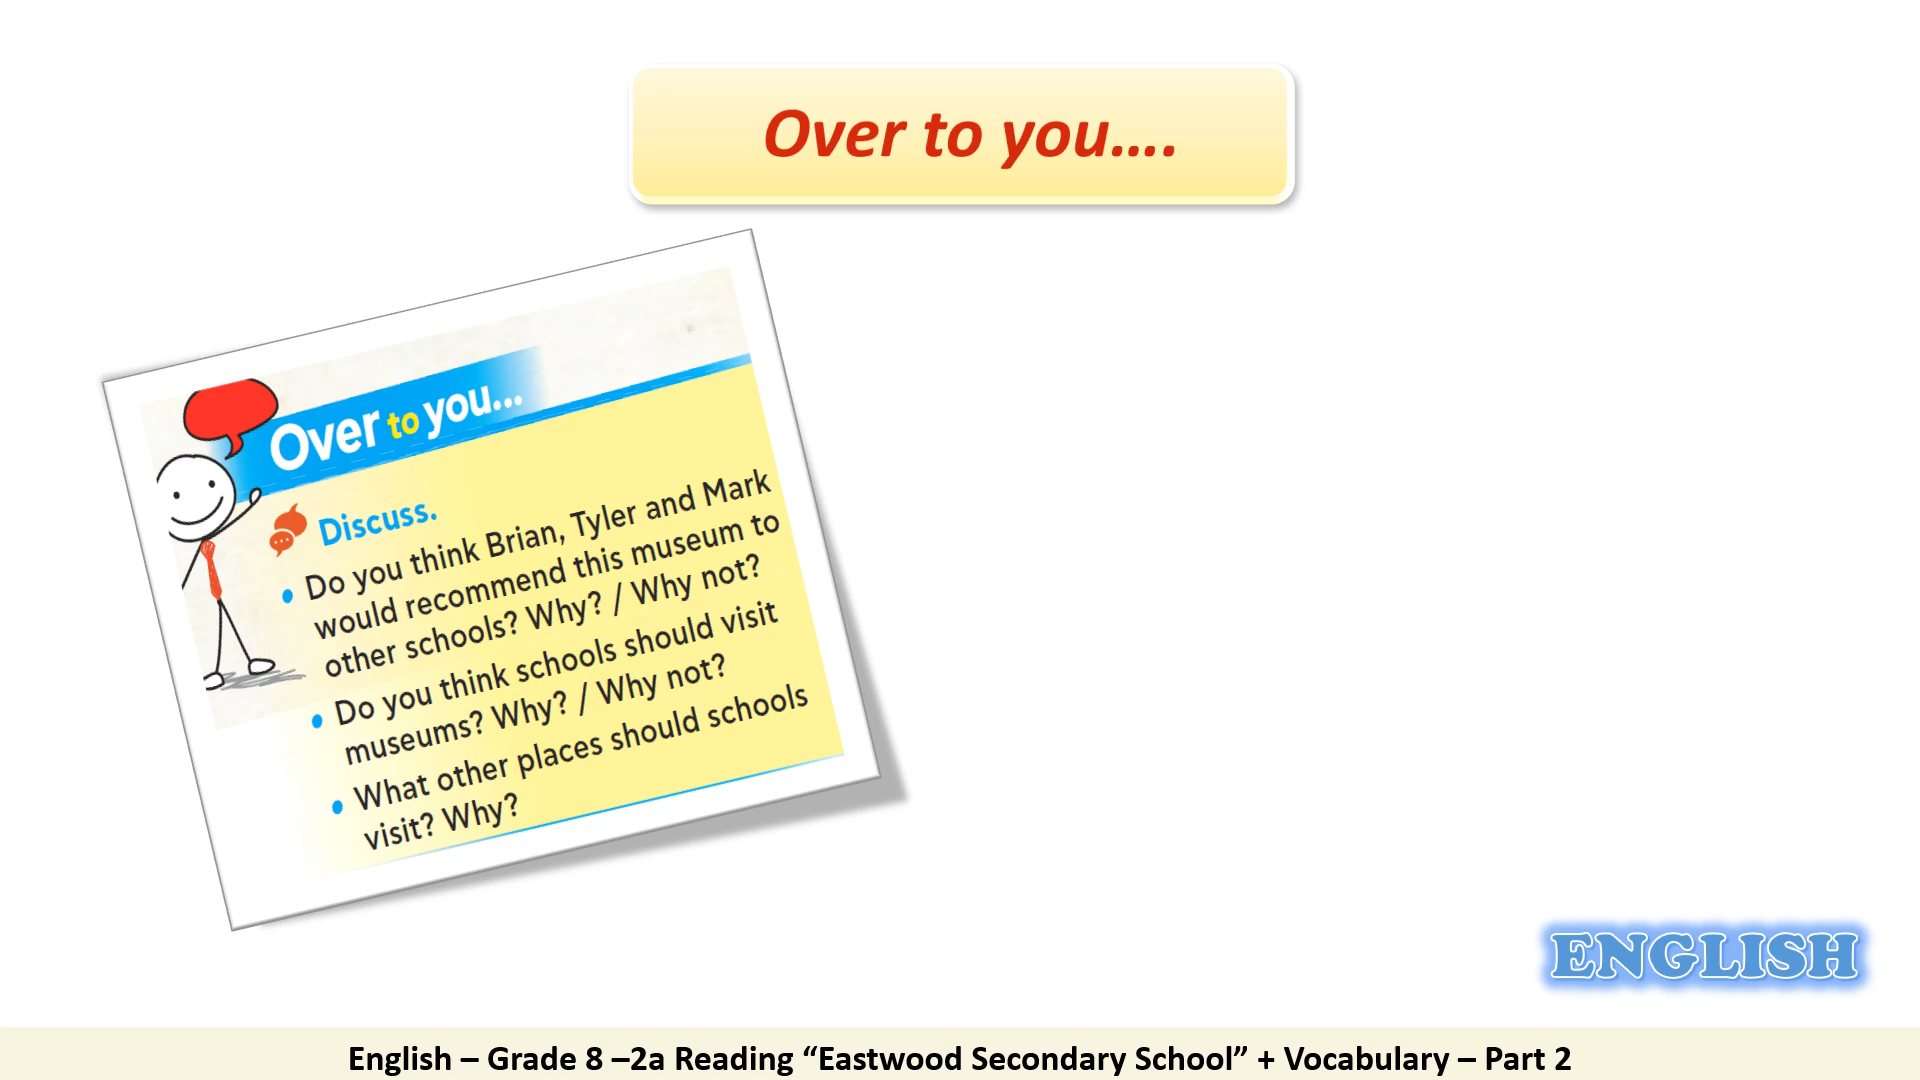 Over to you....
Over to you...
Discuss.
• Do you think Brian, Tyler and Mark
would recommend this museum to
other schools? Why? / Why not?
• Do you think schools should visit
museums? Why? / Why not?
• What other places should schools
visit? Why?
ENGLISH
English – Grade 8 –2a Reading “Eastwood Secondary School” + Vocabulary – Part 2